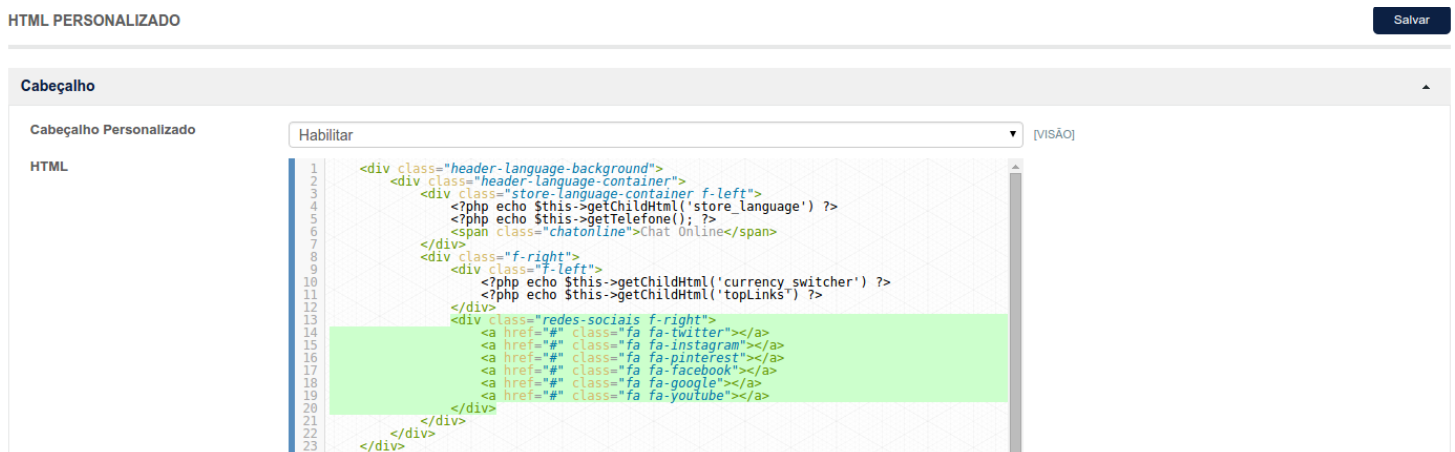 HTML PERSONALIZADO
Salvar
Cabeçalho
Cabeçalho Personalizado
Habilitar
[VISÃO]
HTML
1 <div class="header-language-background">
2 <div class="header-language-container">
3 <div class="store-language-container f-left">
4 <?php echo $this->getChildHtml('store_language') ?>
5 <?php echo $this->getTelefone(); ?>
6 <span class="chatonline">Chat Online</span>
7 </div>
8 <div class="f-right">
9 <div class="f-left">
10 <?php echo $this->getChildHtml('currency_switcher') ?>
11 <?php echo $this->getChildHtml('topLinks') ?>
12 </div>
13 <div class="redes-sociais f-right">
14 <a href="#" class="fa fa-twitter"></a>
15 <a href="#" class="fa fa-instagram"></a>
16 <a href="#" class="fa fa-pinterest"></a>
17 <a href="#" class="fa fa-facebook"></a>
18 <a href="#" class="fa fa-google"></a>
19 <a href="#" class="fa fa-youtube"></a>
20 </div>
21 </div>
22 </div>
23 </div>